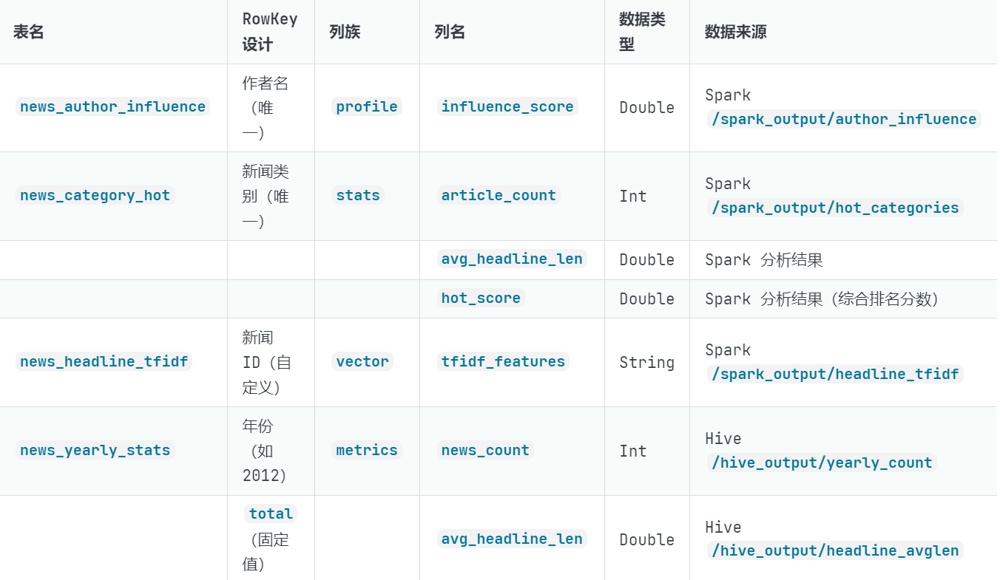 表名
RowKey
设计
列族
列名
数据类
型
数据来源
news_author_influence
作者名
（唯
一）
profile
influence_score
Double
Spark
/spark_output/author_influence
news_category_hot
新闻类
别（唯
一）
stats
article_count
Int
Spark
/spark_output/hot_categories
avg_headline_len
Double
Spark 分析结果
hot_score
Double
Spark 分析结果（综合排名分数）
news_headline_tfidf
新闻
ID（自
定义）
vector
tfidf_features
String
Spark
/spark_output/headline_tfidf
news_yearly_stats
年份
（如
2012）
metrics
news_count
Int
Hive
/hive_output/yearly_count
total
（固定
值）
avg_headline_len
Double
Hive
/hive_output/headline_avglen